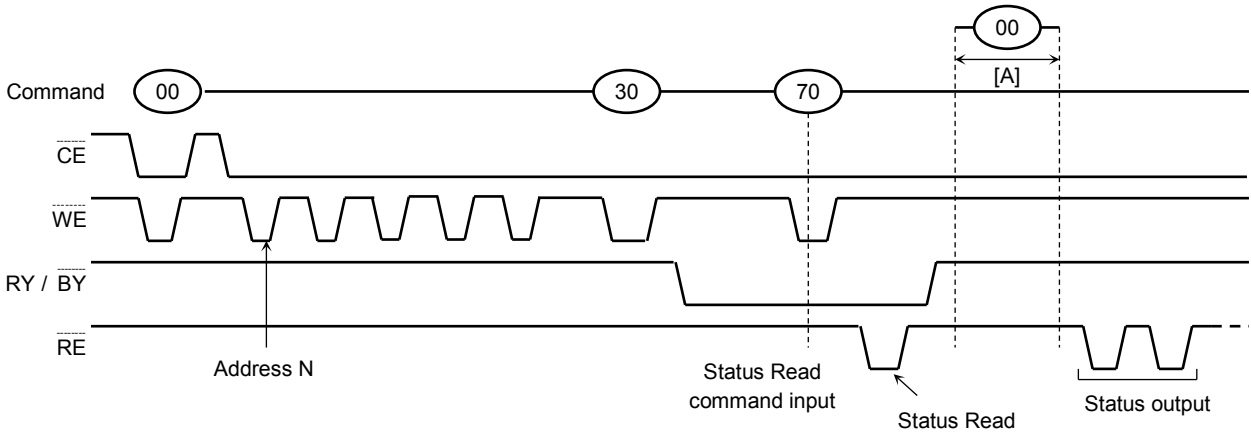 00
[A]
Command 00 30 70
CE
WE
RY / BY
RE
Address N
Status Read
command input
Status Read
Status output